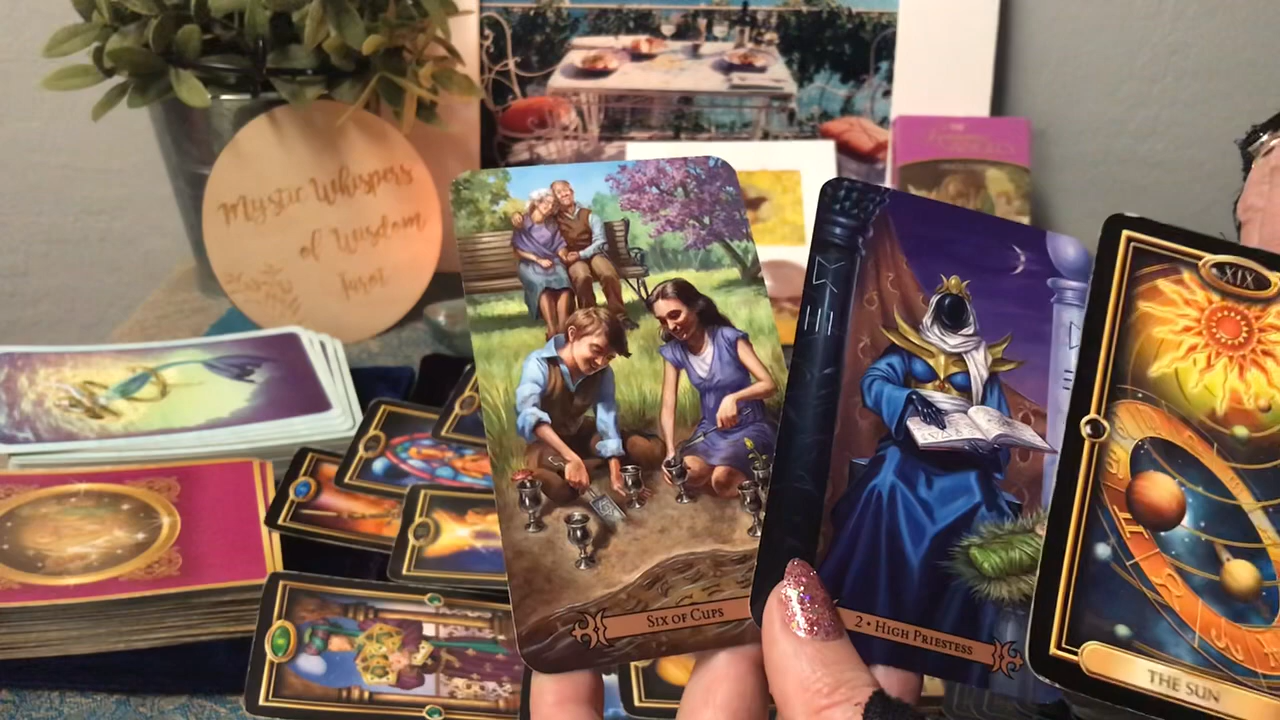 Mystic Whispers
of Wisdom
Tarot
SIX OF CUPS
2 • HIGH PRIESTESS
XIX
THE SUN